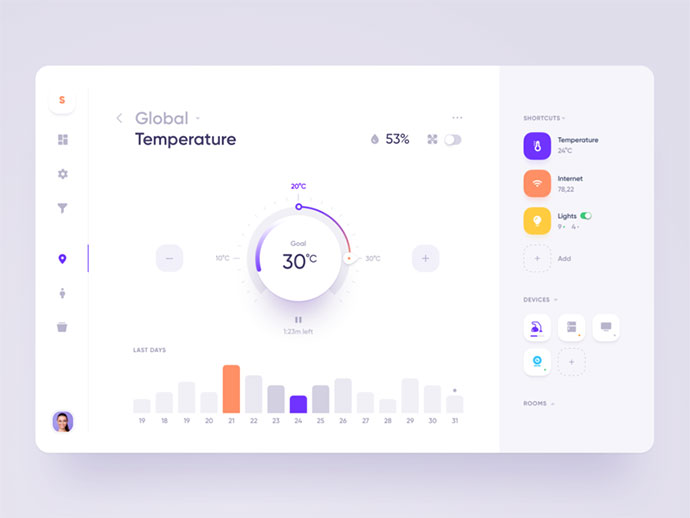 S
Global
Temperature
53%
20°C
10°C
Goal
30°C
30°C
1:23m left
LAST DAYS
19 18 19 20 21 22 23 24 25 26 27 28 29 30 31
SHORTCUTS
Temperature
24°C
Internet
78,22
Lights
9 4
Add
DEVICES
ROOMS